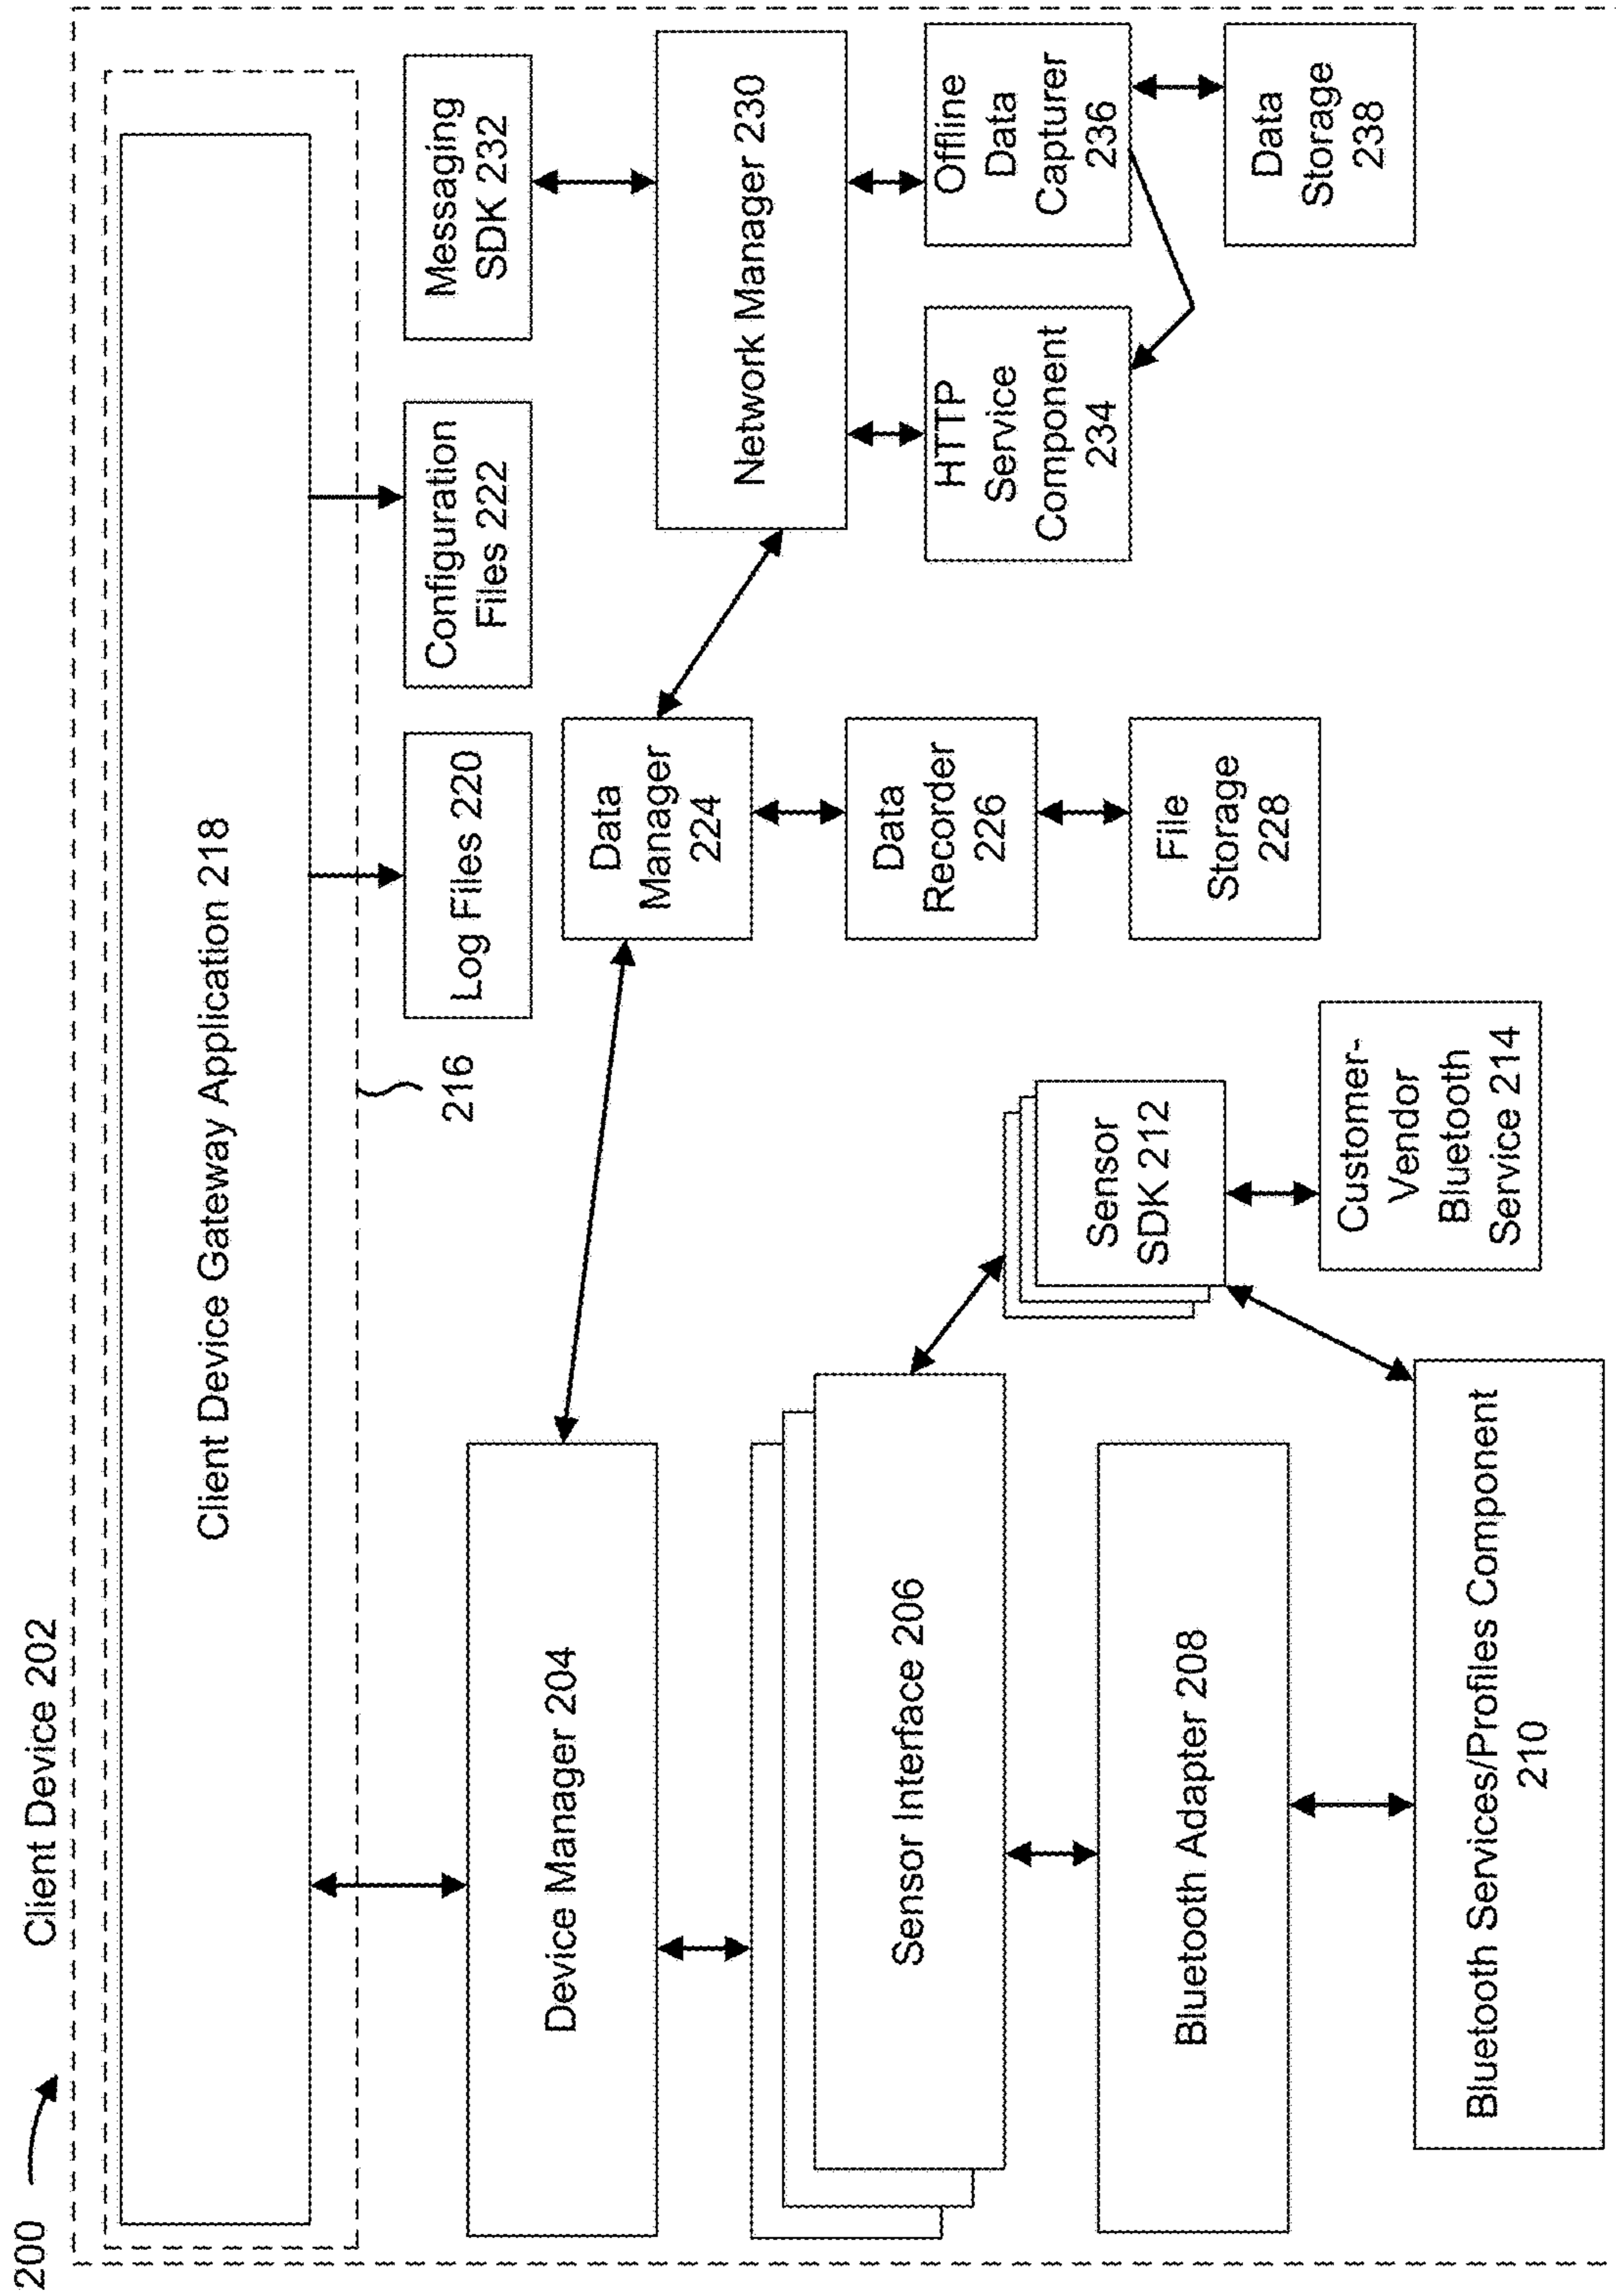 200
Client Device 202
Client Device Gateway Application 218
216
Device Manager 204
Log Files 220
Configuration
Files 222
Messaging
SDK 232
Data
Manager
224
Network Manager 230
Sensor Interface 206
Data
Recorder
226
HTTP
Service
Component
234
Offline
Data
Capturer
236
Sensor
SDK 212
Bluetooth Adapter 208
File
Storage
228
Data
Storage
238
Customer-
Vendor
Bluetooth
Service 214
Bluetooth Services/Profiles Component
210